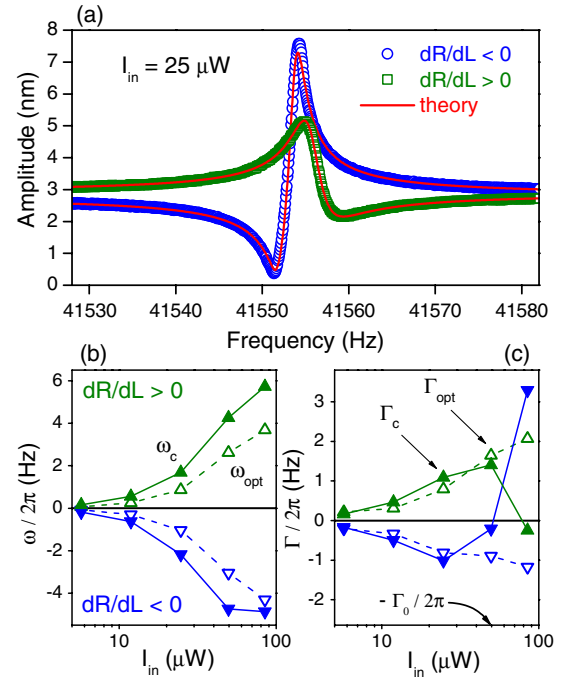 (a)
I_in = 25 μW
dR/dL < 0
dR/dL > 0
theory
Amplitude (nm)
8
7
6
5
4
3
2
1
0
41530 41540 41550 41560 41570 41580
Frequency (Hz)
(b)
dR/dL > 0
ω_c
ω_opt
dR/dL < 0
ω / 2π (Hz)
6
4
2
0
-2
-4
10 100
I_in (μW)
(c)
Γ_opt
Γ_c
- Γ_0 / 2π
Γ / 2π (Hz)
3
2
1
0
-1
-2
10 100
I_in (μW)